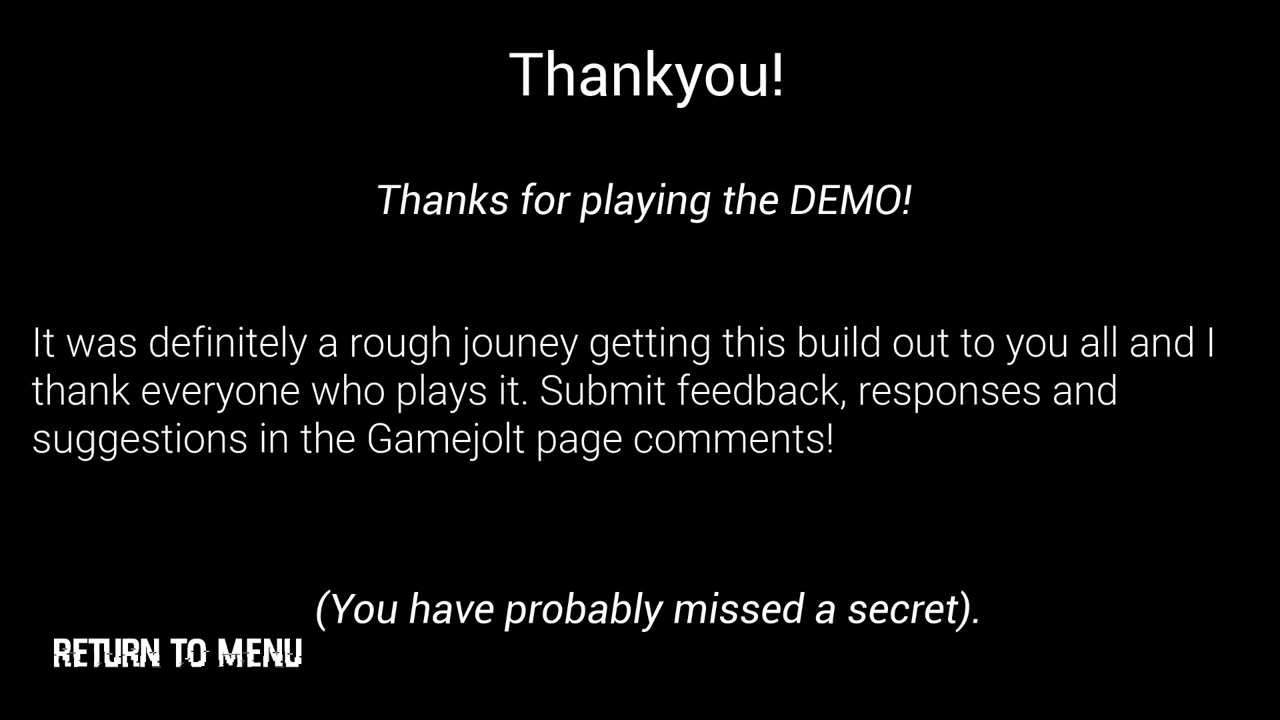 Thankyou!
Thanks for playing the DEMO!
It was definitely a rough jouney getting this build out to you all and I
thank everyone who plays it. Submit feedback, responses and
suggestions in the Gamejolt page comments!
(You have probably missed a secret).
RETURN TO MENU